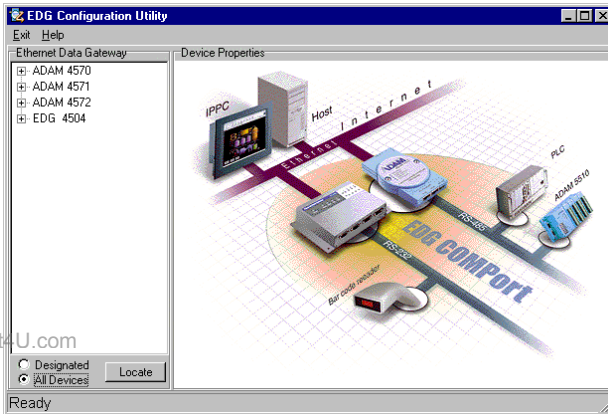 EDG Configuration Utility
Exit Help
Ethernet Data Gateway
Device Properties
ADAM 4570
ADAM 4571
ADAM 4572
EDG 4504
IPPC
Host
Internet
Ethernet
ADAM
PLC
ADAM 5510
RS-485
RS-232
EDG COMPort
Bar code reader
t4U.com
Designated
All Devices
Locate
Ready